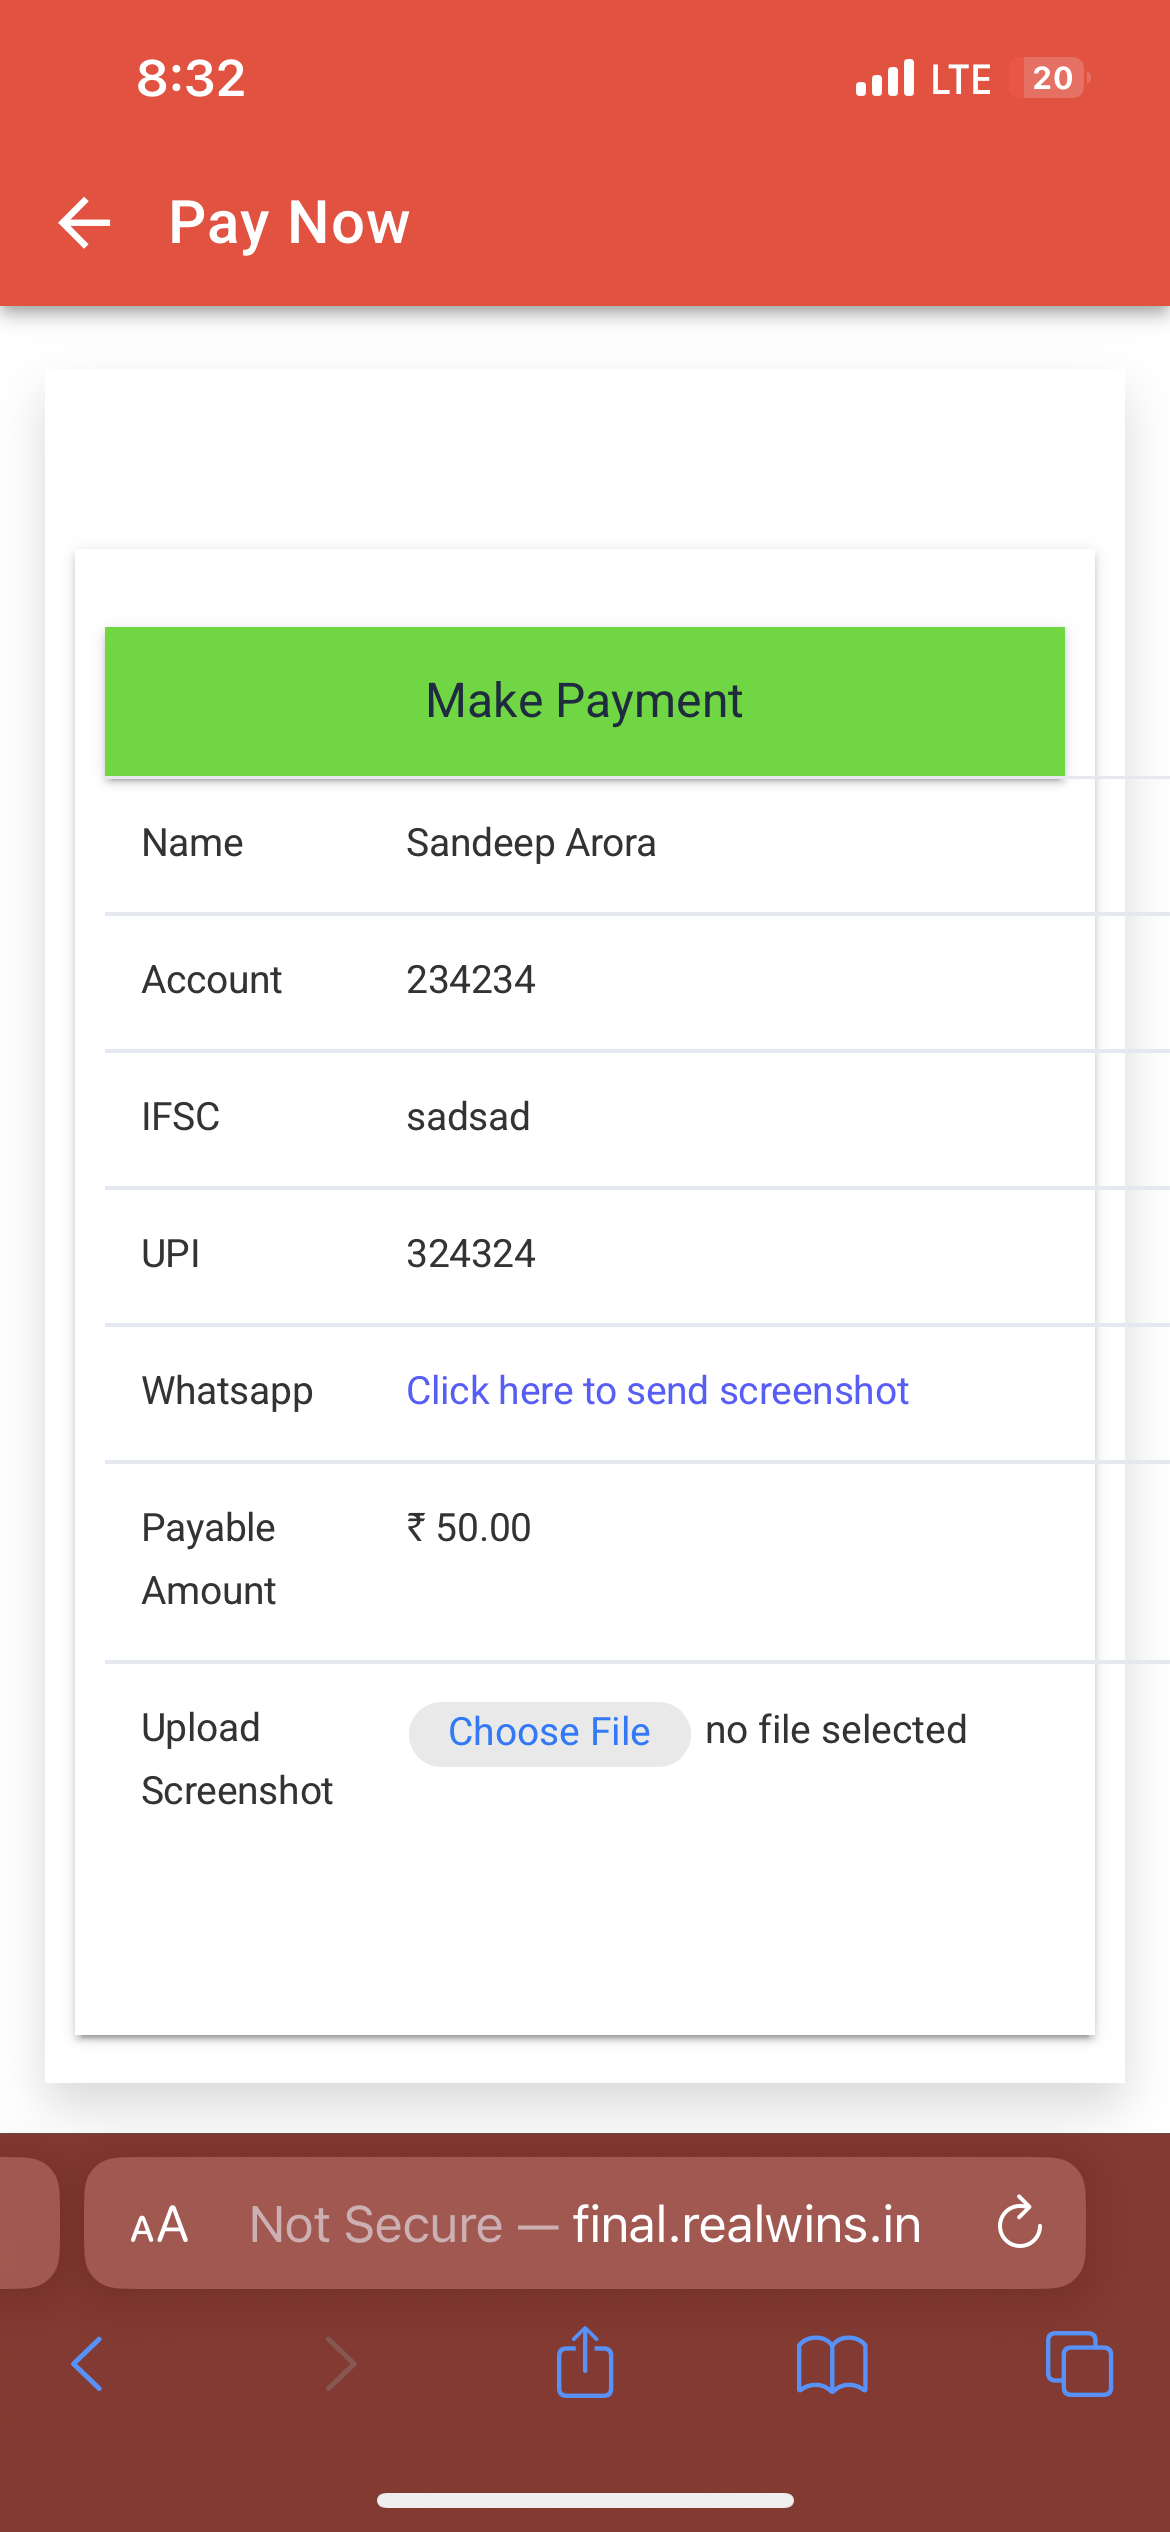 8:32
LTE 20
Pay Now
Make Payment
Name Sandeep Arora
Account 234234
IFSC sadsad
UPI 324324
Whatsapp Click here to send screenshot
Payable Amount ₹ 50.00
Upload Screenshot Choose File no file selected
AA Not Secure — final.realwins.in